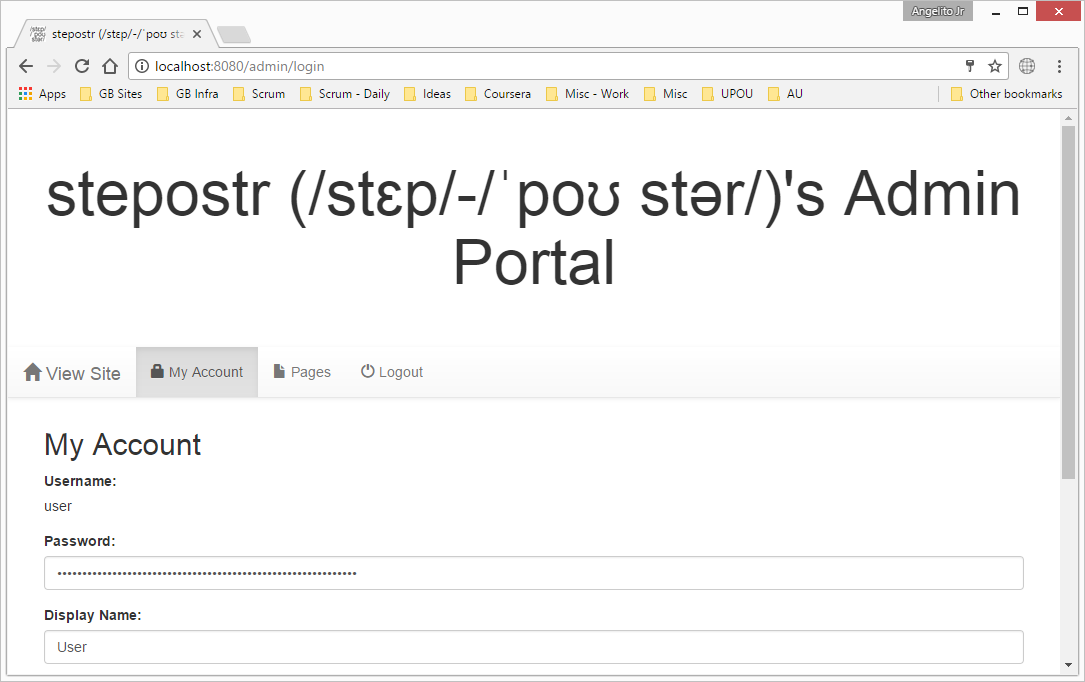 Angelito Jr
stepostr (/stɛp/-/ˈpoʊ stə
localhost:8080/admin/login
Apps GB Sites GB Infra Scrum Scrum - Daily Ideas Coursera Misc - Work Misc UPOU AU Other bookmarks
stepostr (/stɛp/-/ˈpoʊ stər/)'s Admin
Portal
View Site My Account Pages Logout
My Account
Username:
user
Password:
Display Name:
User